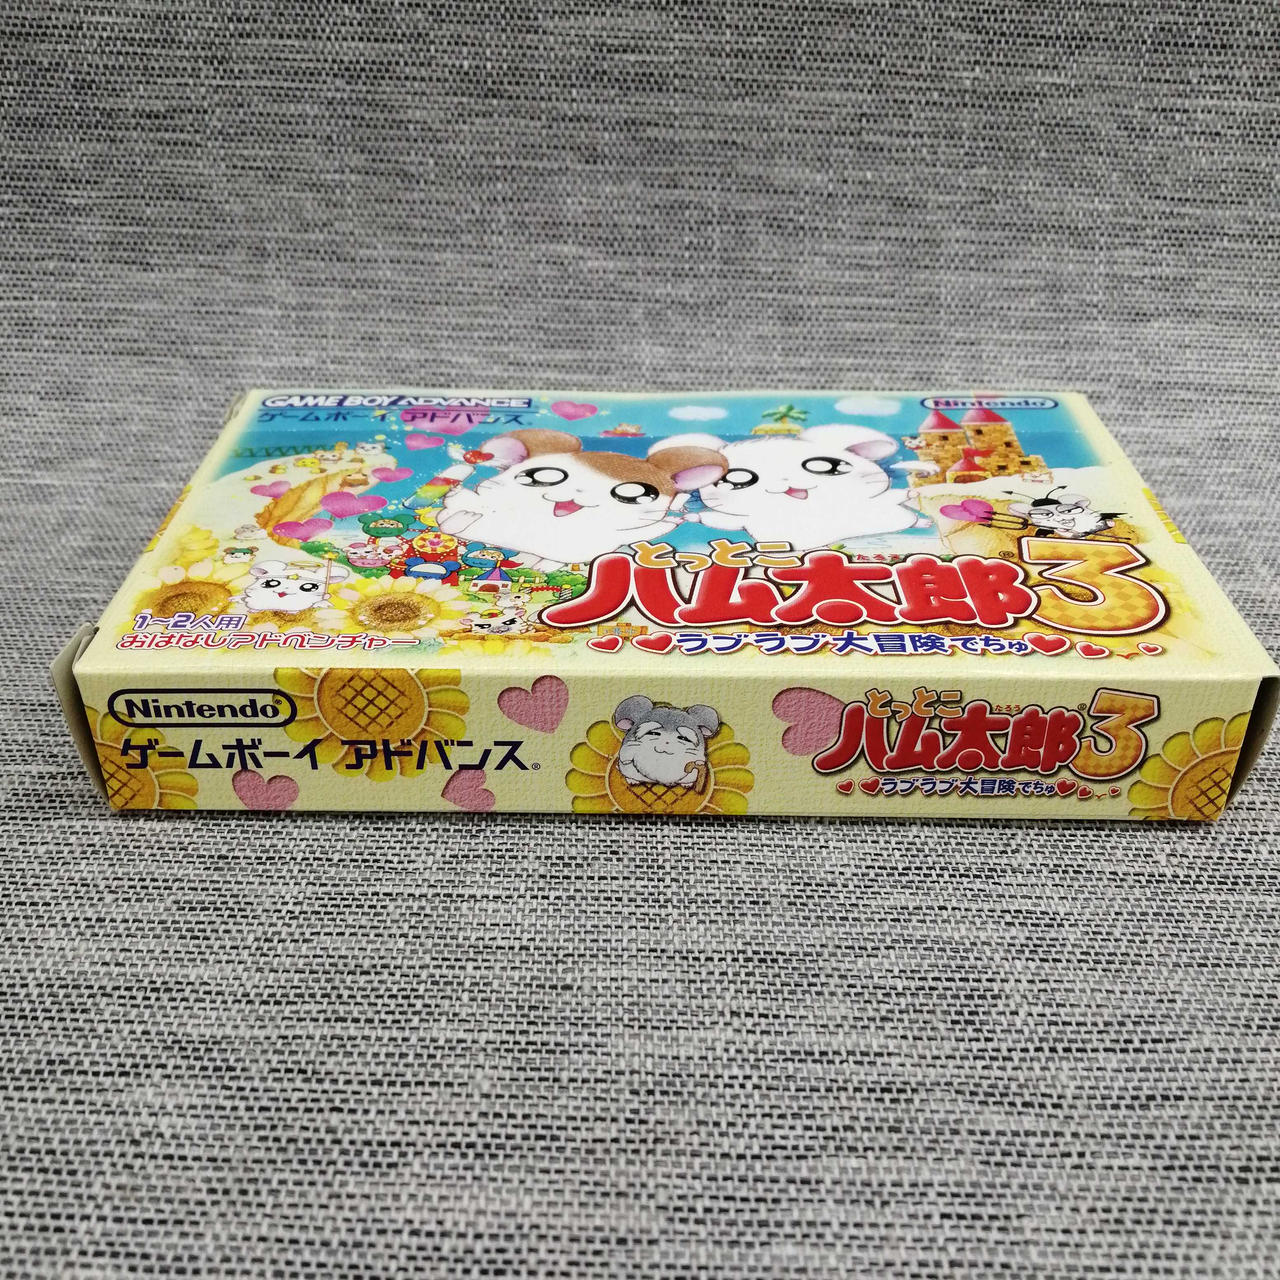 GAME BOY ADVANCE
ゲームボーイ アドバンス®
Nintendo®
とっとこ
たろう
ハム太郎®3
ラブラブ大冒険でちゅ
1～2人用
おはなしアドベンチャー
Nintendo®
ゲームボーイ アドバンス®
とっとこ
たろう
ハム太郎®3
ラブラブ大冒険でちゅ